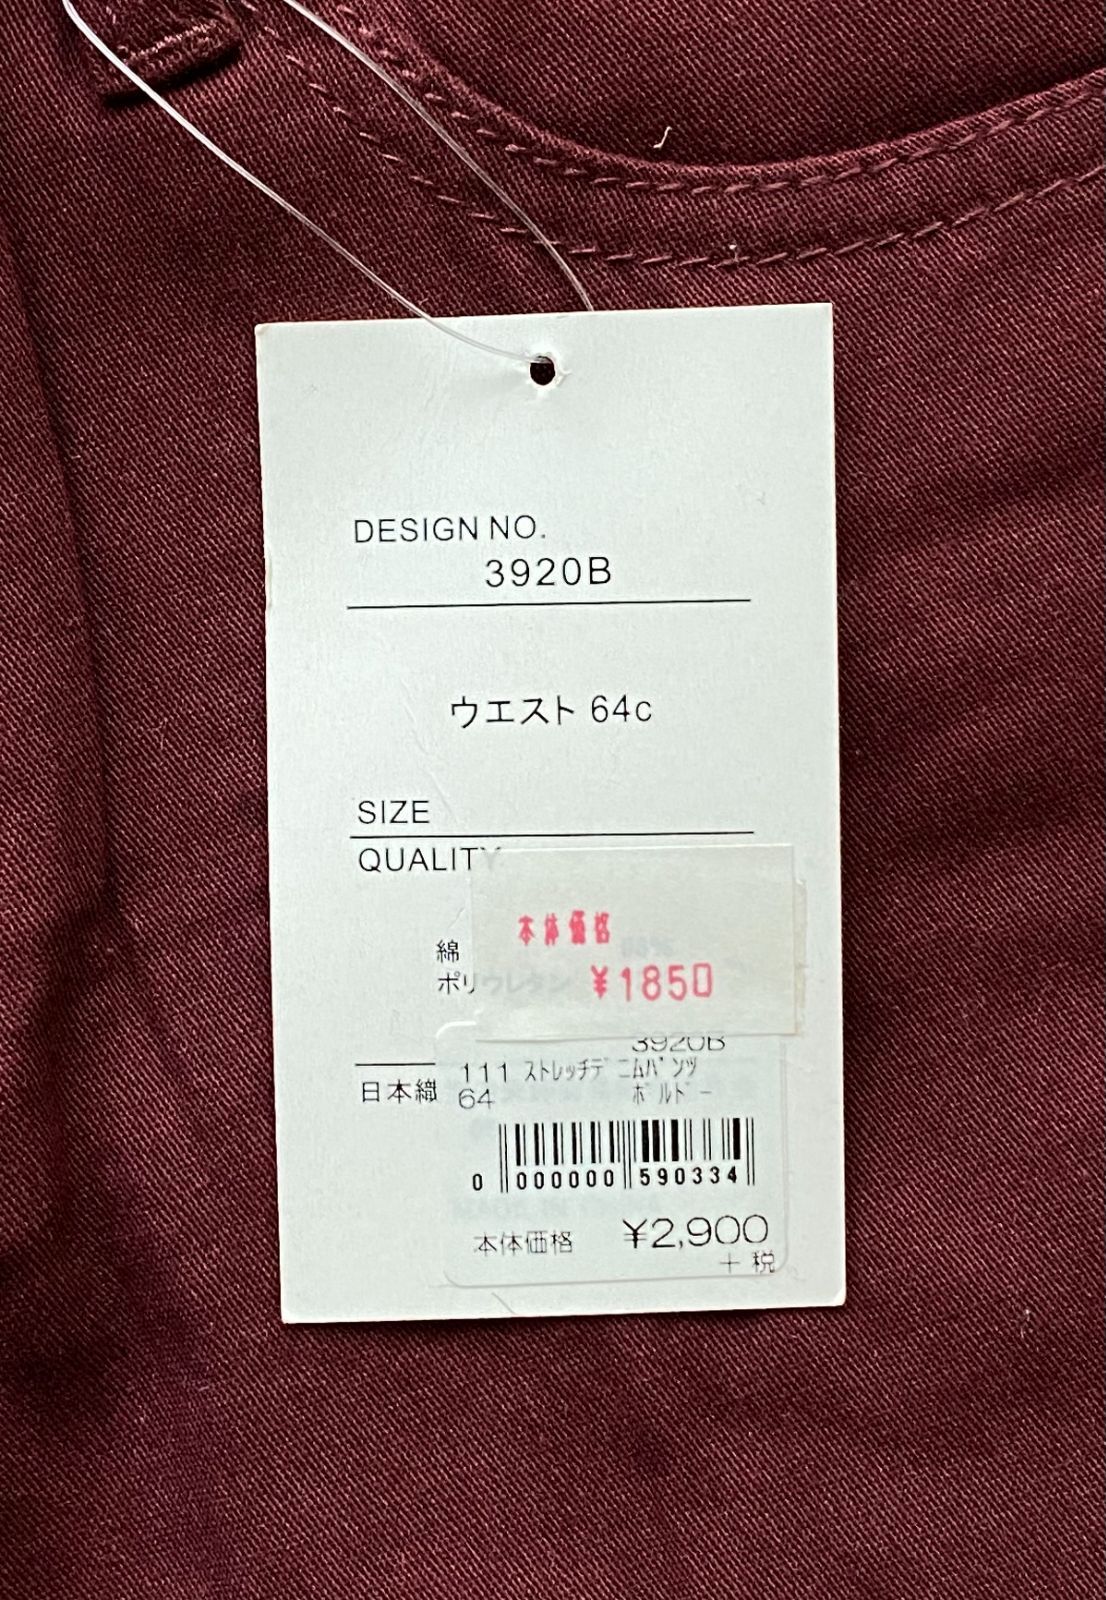 DESIGN NO.
3920B
ウエスト 64c
SIZE
QUALITY
本体価格
綿
ポリウレタン ¥1850
3920B
111 ストレッチデニムパンツ
日本織 64 ボルドー
0 000000 590334
本体価格 ¥2,900
+税